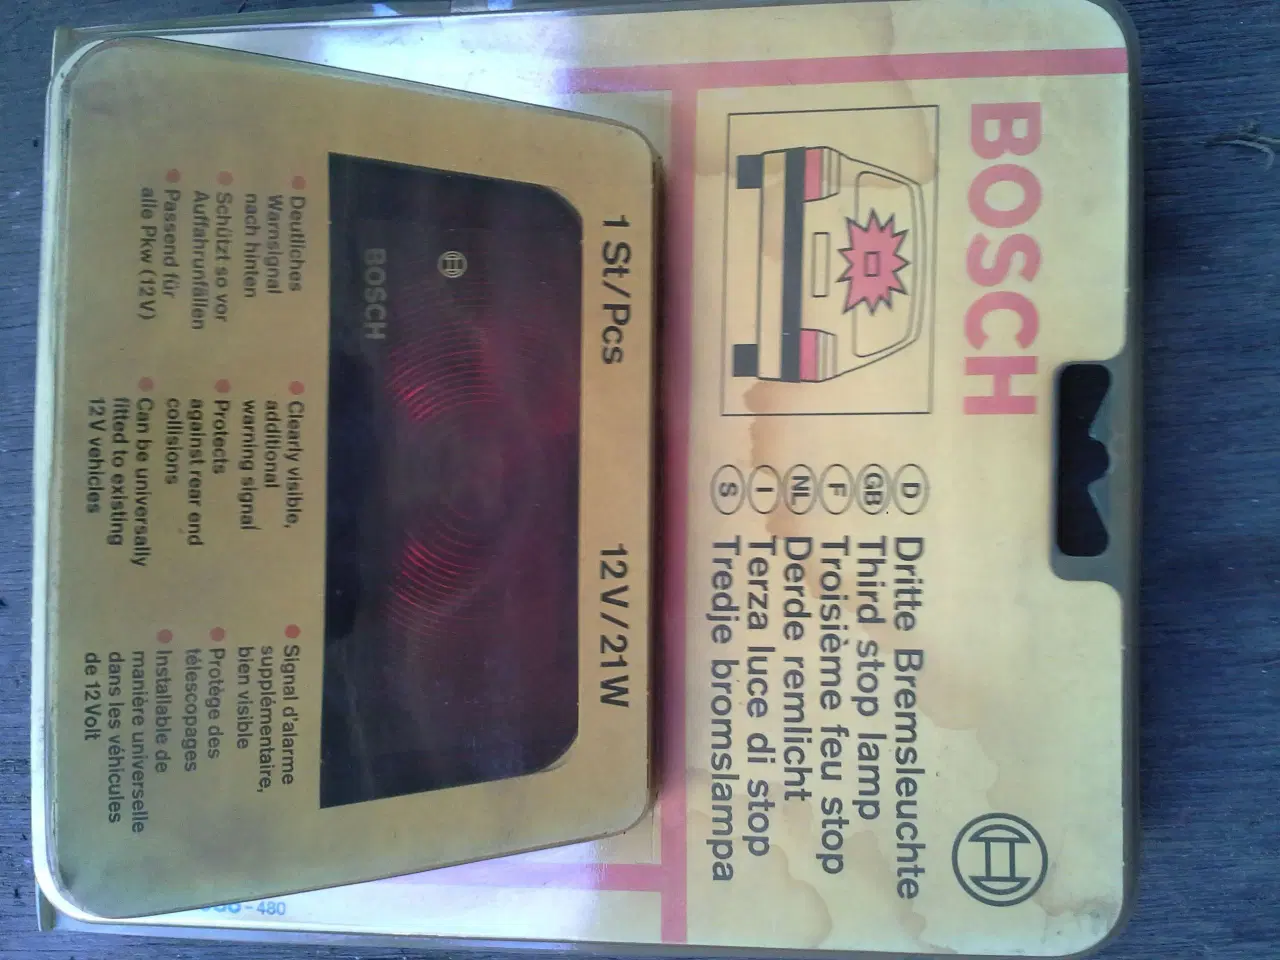 BOSCH
D Dritte Bremsleuchte
GB Third stop lamp
F Troisième feu stop
NL Derde remlicht
I Terza luce di stop
S Tredje bromslampa
1 St/Pcs 12 V/21 W
BOSCH
Deutliches
Warnsignal
nach hinten
Schützt so vor
Auffahrunfällen
Passend für
alle Pkw (12 V)
Clearly visible,
additional
warning signal
Protects
against rear end
collisions
Can be universally
fitted to existing
12 V vehicles
Signal d'alarme
supplémentaire,
bien visible
Protège des
télescopages
Installable de
manière universelle
dans les véhicules
de 12 Volt
- 480